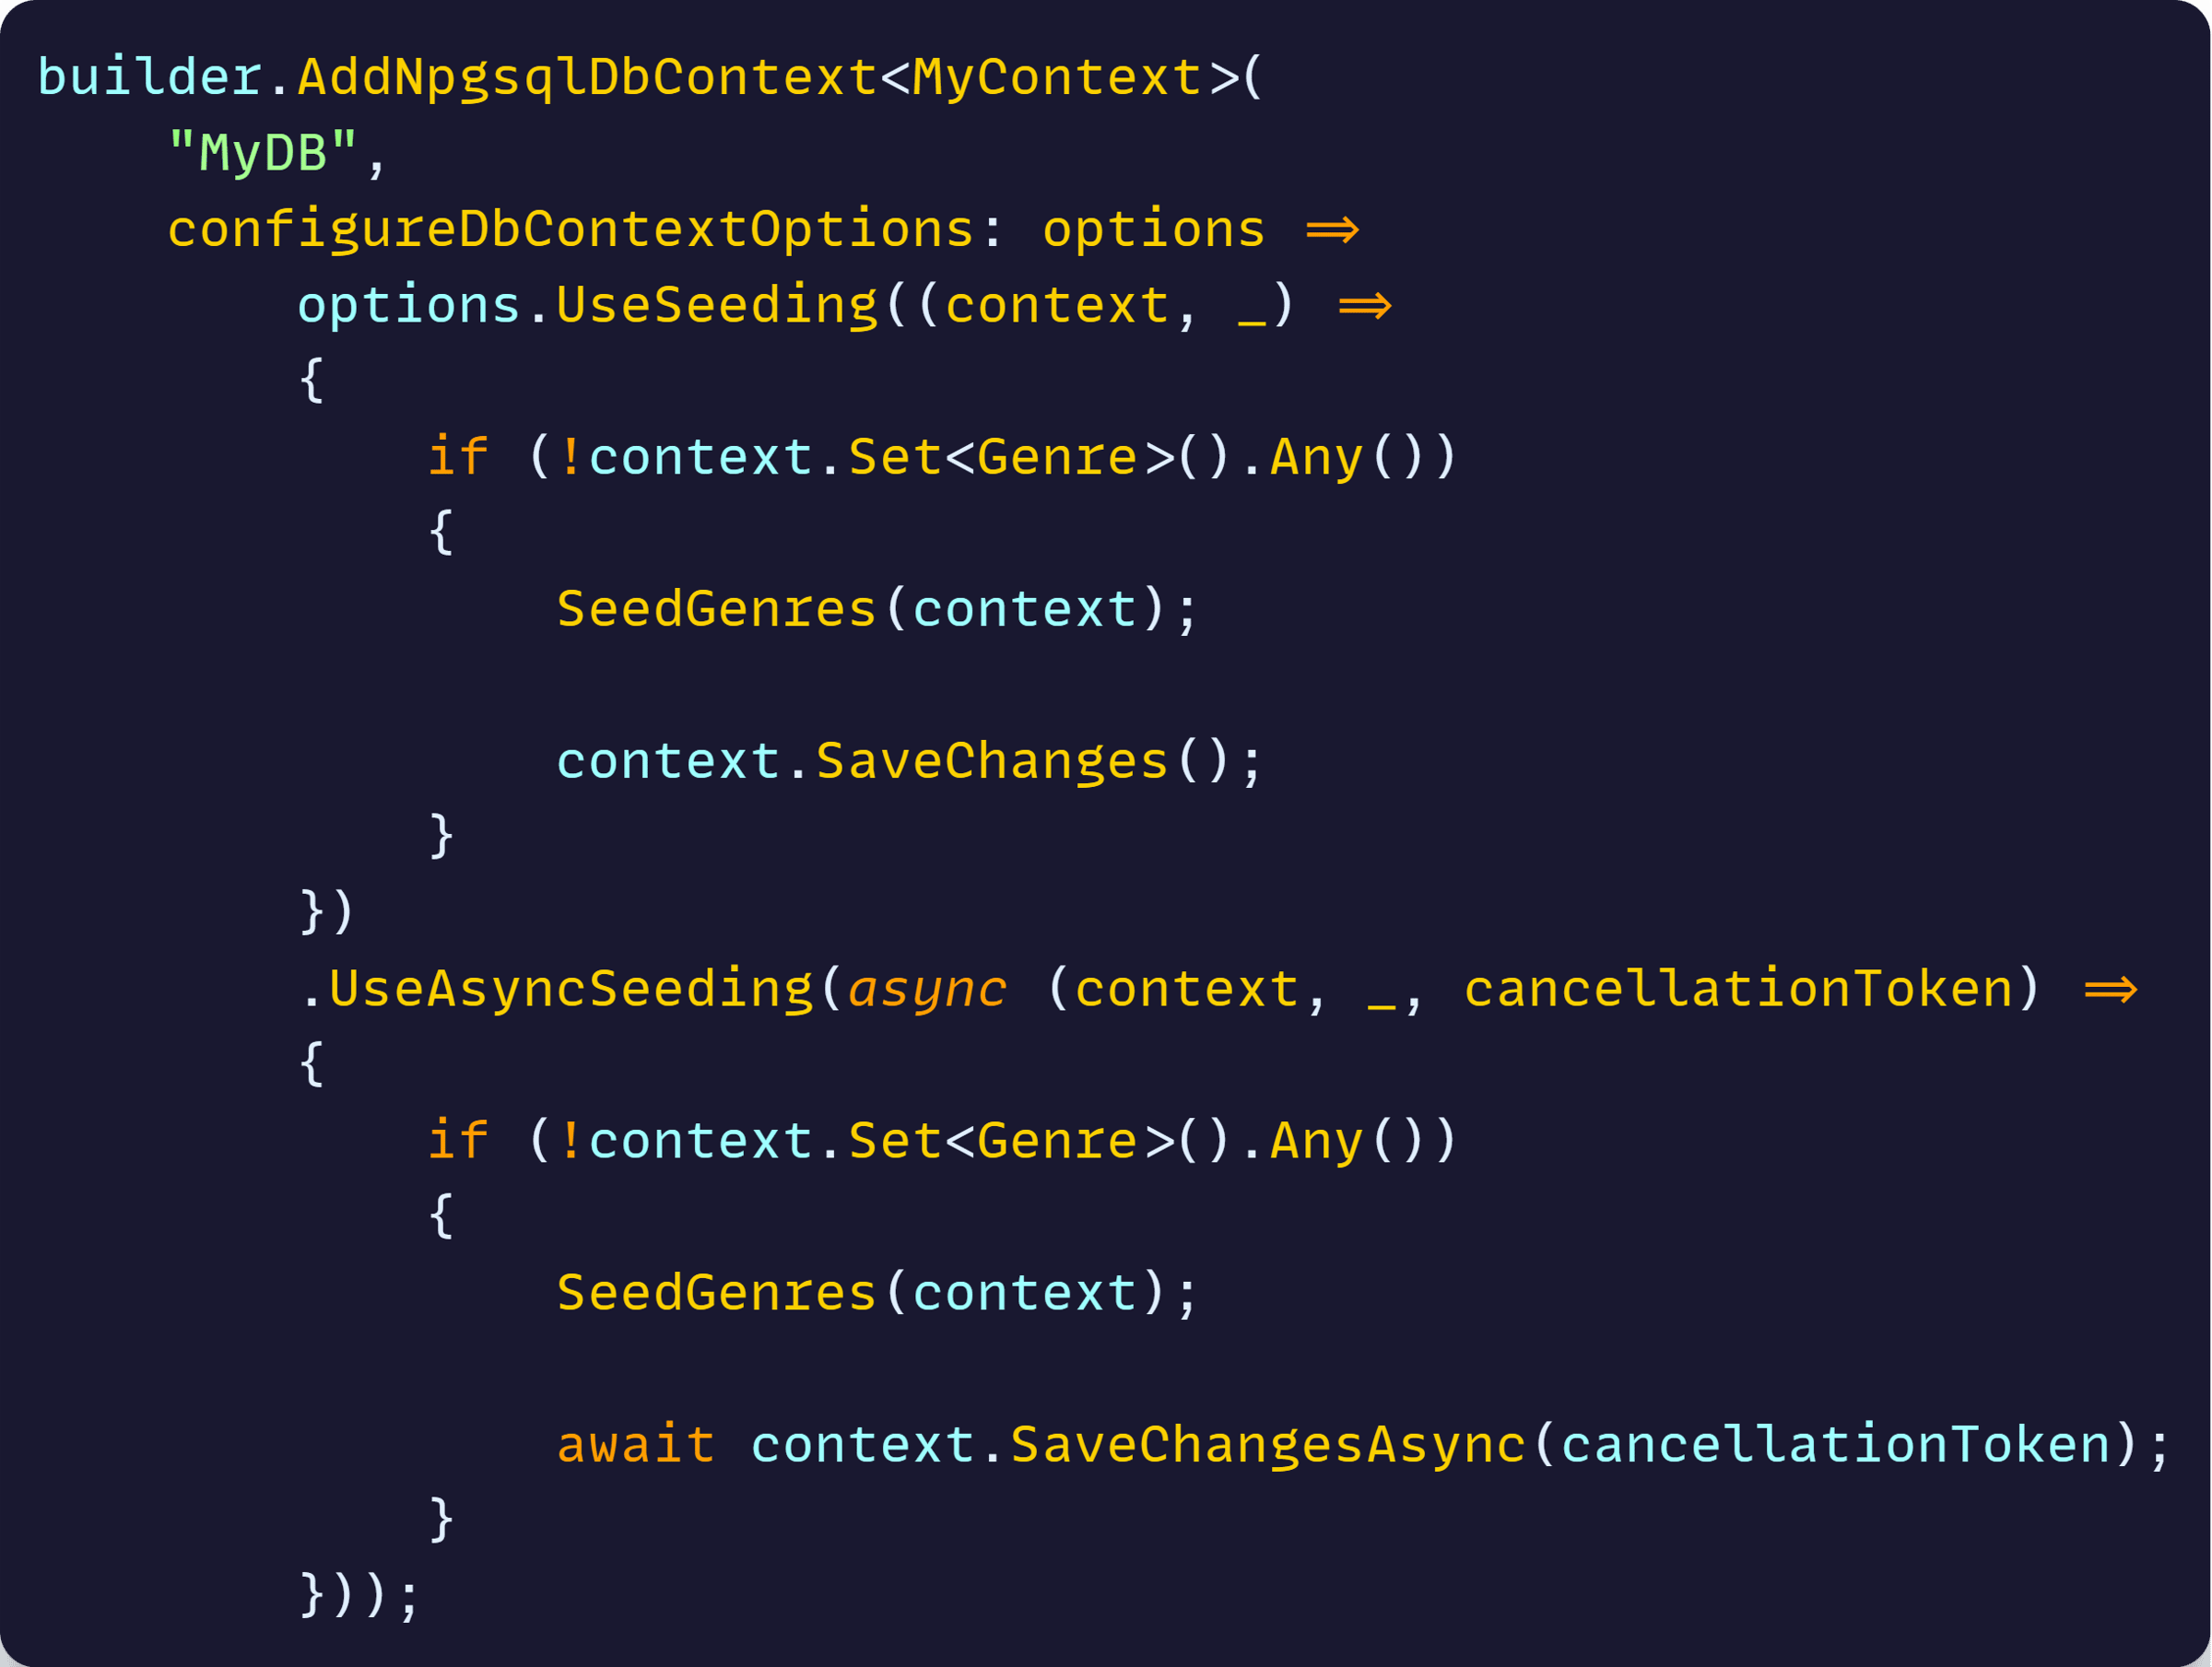 builder.AddNpgsqlDbContext<MyContext>(
    "MyDB",
    configureDbContextOptions: options =>
        options.UseSeeding((context, _) =>
        {
            if (!context.Set<Genre>().Any())
            {
                SeedGenres(context);

                context.SaveChanges();
            }
        })
        .UseAsyncSeeding(async (context, _, cancellationToken) =>
        {
            if (!context.Set<Genre>().Any())
            {
                SeedGenres(context);

                await context.SaveChangesAsync(cancellationToken);
            }
        }));